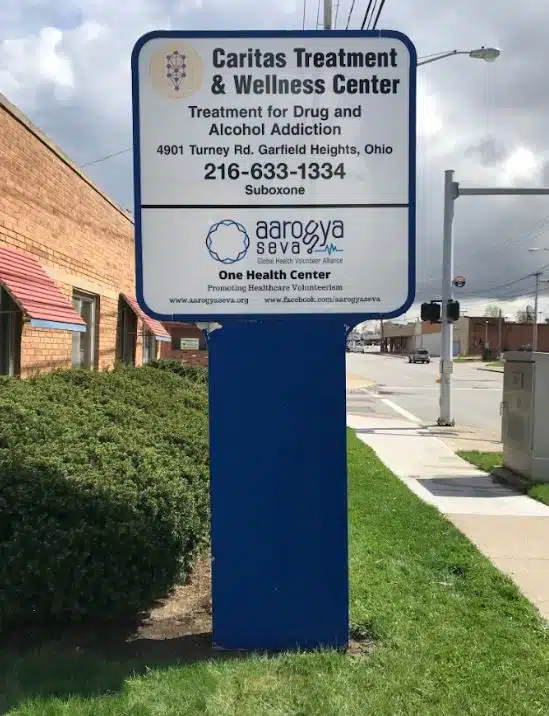 Caritas Treatment
& Wellness Center
Treatment for Drug and
Alcohol Addiction
4901 Turney Rd. Garfield Heights, Ohio
216-633-1334
Suboxone
aarogya
seva
Global Health Volunteer Alliance
One Health Center
Promoting Healthcare Volunteerism
www.aarogyaseva.org www.facebook.com/aarogyaseva